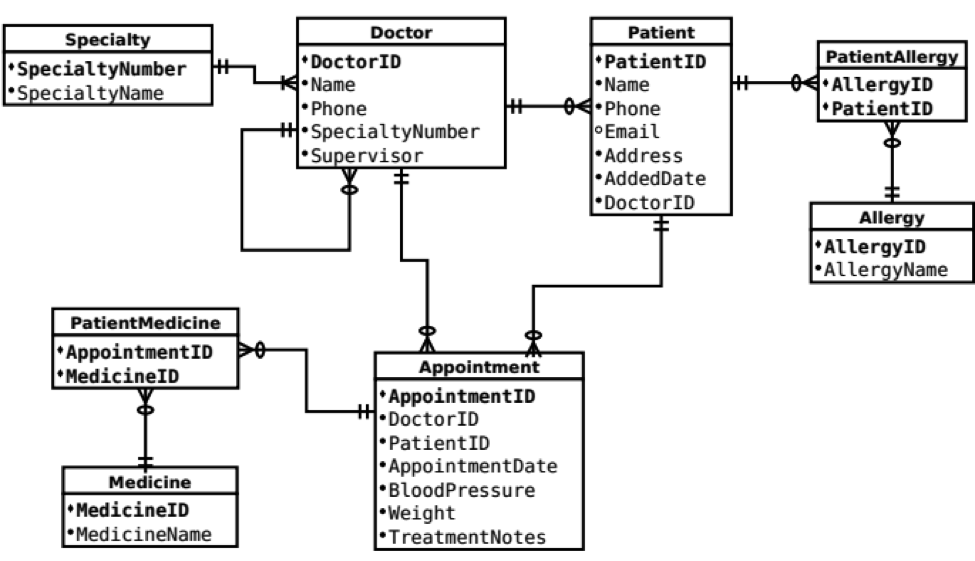 Specialty
SpecialtyNumber
SpecialtyName
Doctor
DoctorID
Name
Phone
SpecialtyNumber
Supervisor
Patient
PatientID
Name
Phone
Email
Address
AddedDate
DoctorID
PatientAllergy
AllergyID
PatientID
Allergy
AllergyID
AllergyName
PatientMedicine
AppointmentID
MedicineID
Medicine
MedicineID
MedicineName
Appointment
AppointmentID
DoctorID
PatientID
AppointmentDate
BloodPressure
Weight
TreatmentNotes